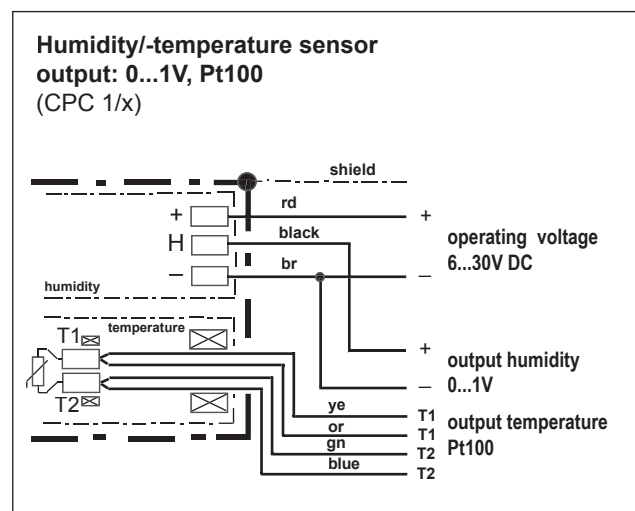 Humidity/-temperature sensor
output: 0...1V, Pt100
(CPC 1/x)
shield
rd
+
+
operating voltage
6...30V DC
black
H
br
–
–
humidity
temperature
T1
T2
+
output humidity
0...1V
–
ye
T1
output temperature
Pt100
or
T1
gn
T2
blue
T2